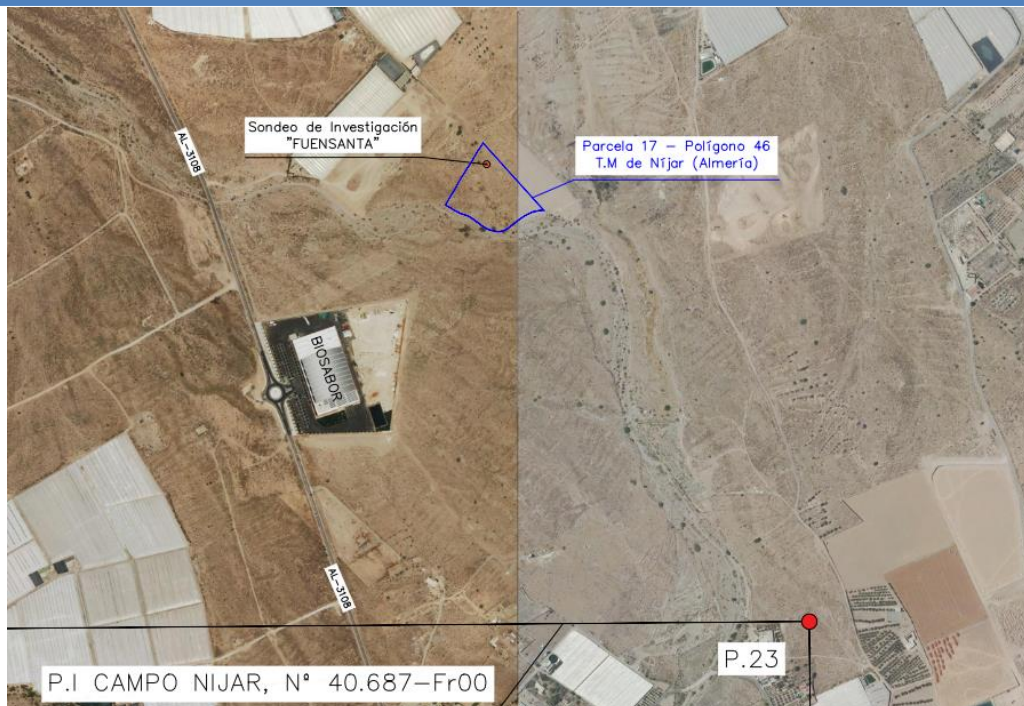 AL-3108
Sondeo de Investigación
"FUENSANTA"
Parcela 17 – Polígono 46
T.M de Níjar (Almería)
BIOSABOR
AL-3108
P.23
P.I CAMPO NIJAR, Nº 40.687-Fr00